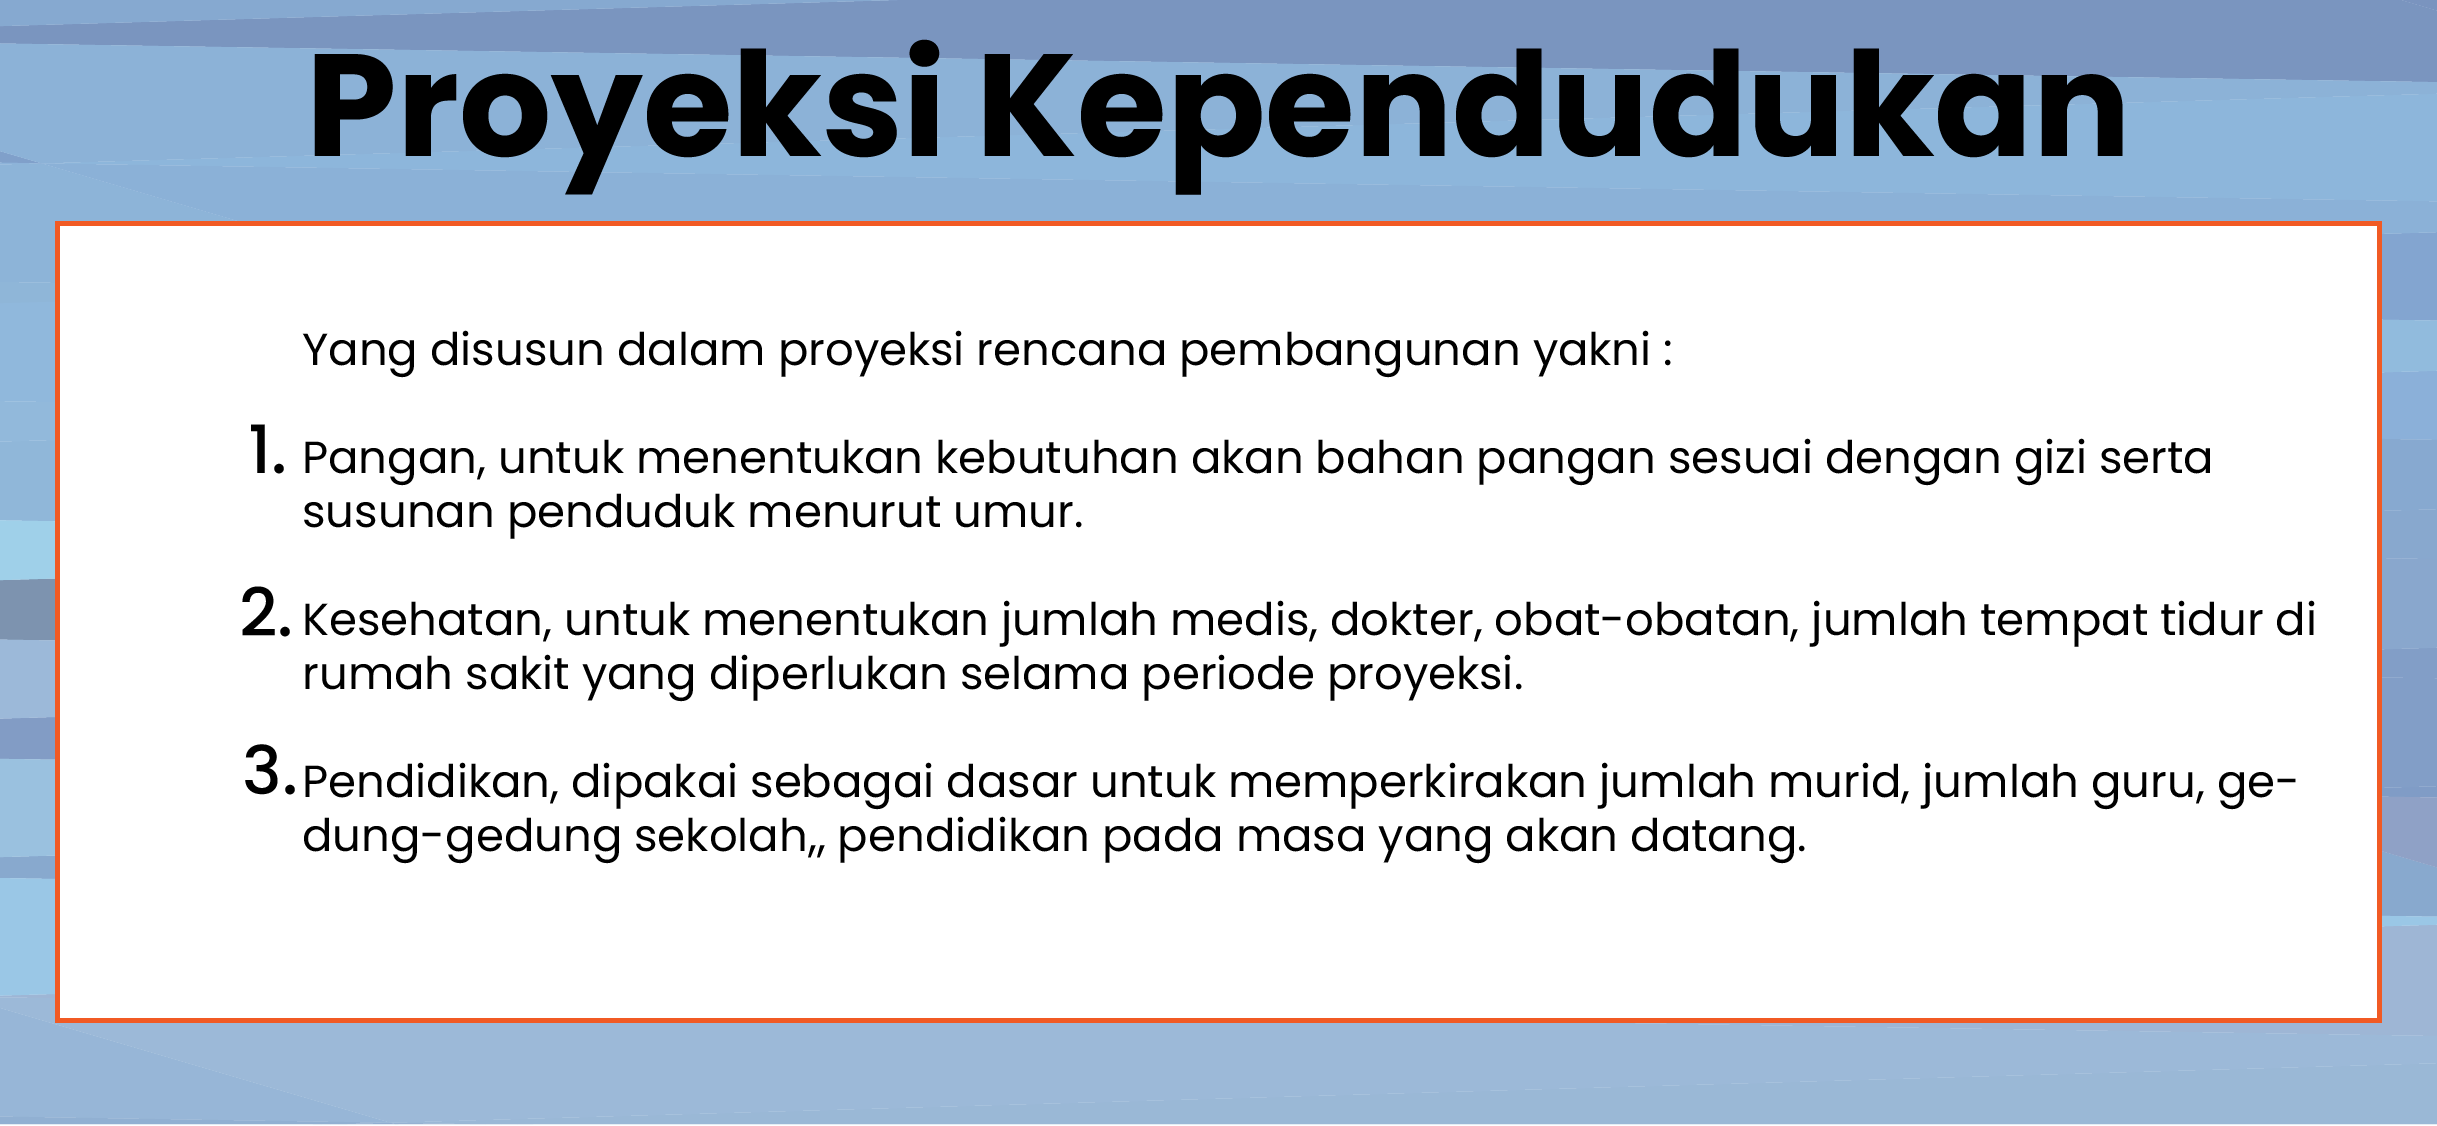 Proyeksi Kependudukan
Yang disusun dalam proyeksi rencana pembangunan yakni :
1. Pangan, untuk menentukan kebutuhan akan bahan pangan sesuai dengan gizi serta
susunan penduduk menurut umur.
2. Kesehatan, untuk menentukan jumlah medis, dokter, obat-obatan, jumlah tempat tidur di
rumah sakit yang diperlukan selama periode proyeksi.
3. Pendidikan, dipakai sebagai dasar untuk memperkirakan jumlah murid, jumlah guru, ge-
dung-gedung sekolah,, pendidikan pada masa yang akan datang.